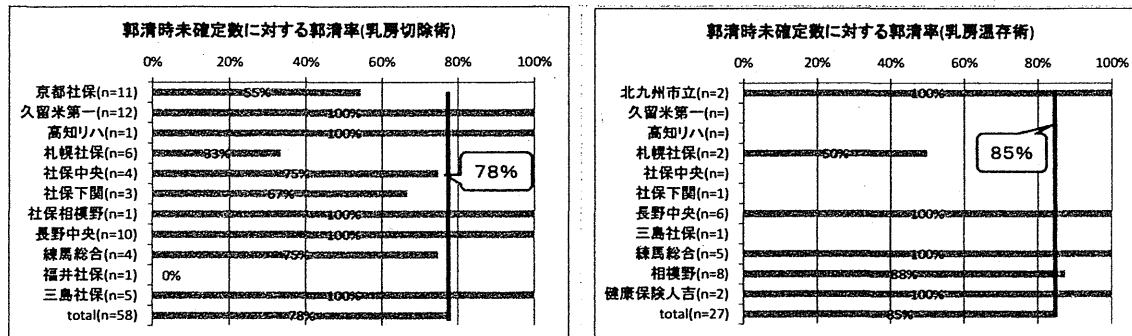 郭清時未確定数に対する郭清率(乳房切除術)
0% 20% 40% 60% 80% 100%
京都社保(n=11) 55%
久留米第一(n=12) 100%
高知リハ(n=1) 100%
札幌社保(n=6) 33%
社保中央(n=4) 75%
社保下関(n=3) 67%
社保相模野(n=1) 100%
長野中央(n=10) 100%
練馬総合(n=4) 75%
福井社保(n=1) 0%
三島社保(n=5) 100%
total(n=58) 78%
78%
郭清時未確定数に対する郭清率(乳房温存術)
0% 20% 40% 60% 80% 100%
北九州市立(n=2) 100%
久留米第一(n=)
高知リハ(n=)
札幌社保(n=2) 50%
社保中央(n=)
社保下関(n=1)
長野中央(n=6) 100%
三島社保(n=1)
練馬総合(n=5) 100%
相模野(n=8) 88%
健康保険人吉(n=2) 100%
total(n=27) 85%
85%